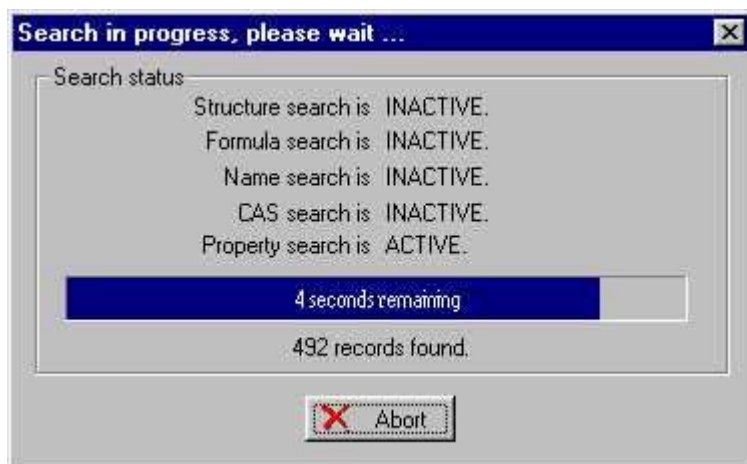 Search in progress, please wait ...
Search status
Structure search is INACTIVE.
Formula search is INACTIVE.
Name search is INACTIVE.
CAS search is INACTIVE.
Property search is ACTIVE.
4 seconds remaining
492 records found.
Abort